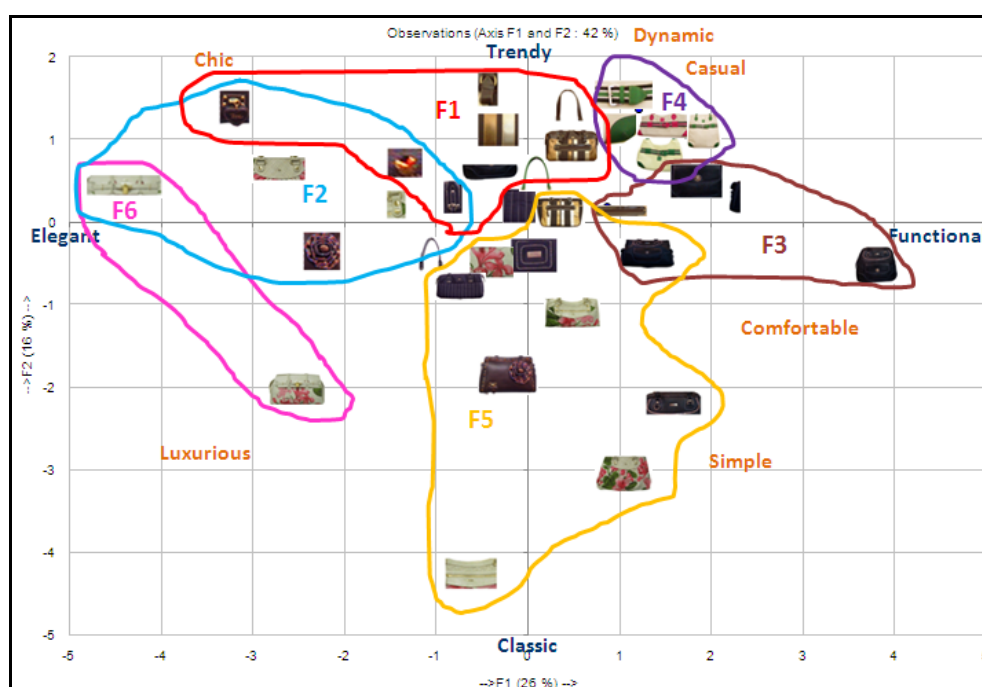 Observations (Axis F1 and F2 : 42 %)
Dynamic
Trendy
Chic
Casual
2
F1
F4
1
F2
F6
0
Elegant
Functiona
F3
-1
Comfortable
-->F2 (16 %) -->
-2
F5
Luxurious
Simple
-3
-4
-5
Classic
-5 -4 -3 -2 -1 0 1 2 3 4
-->F1 (26 %) -->